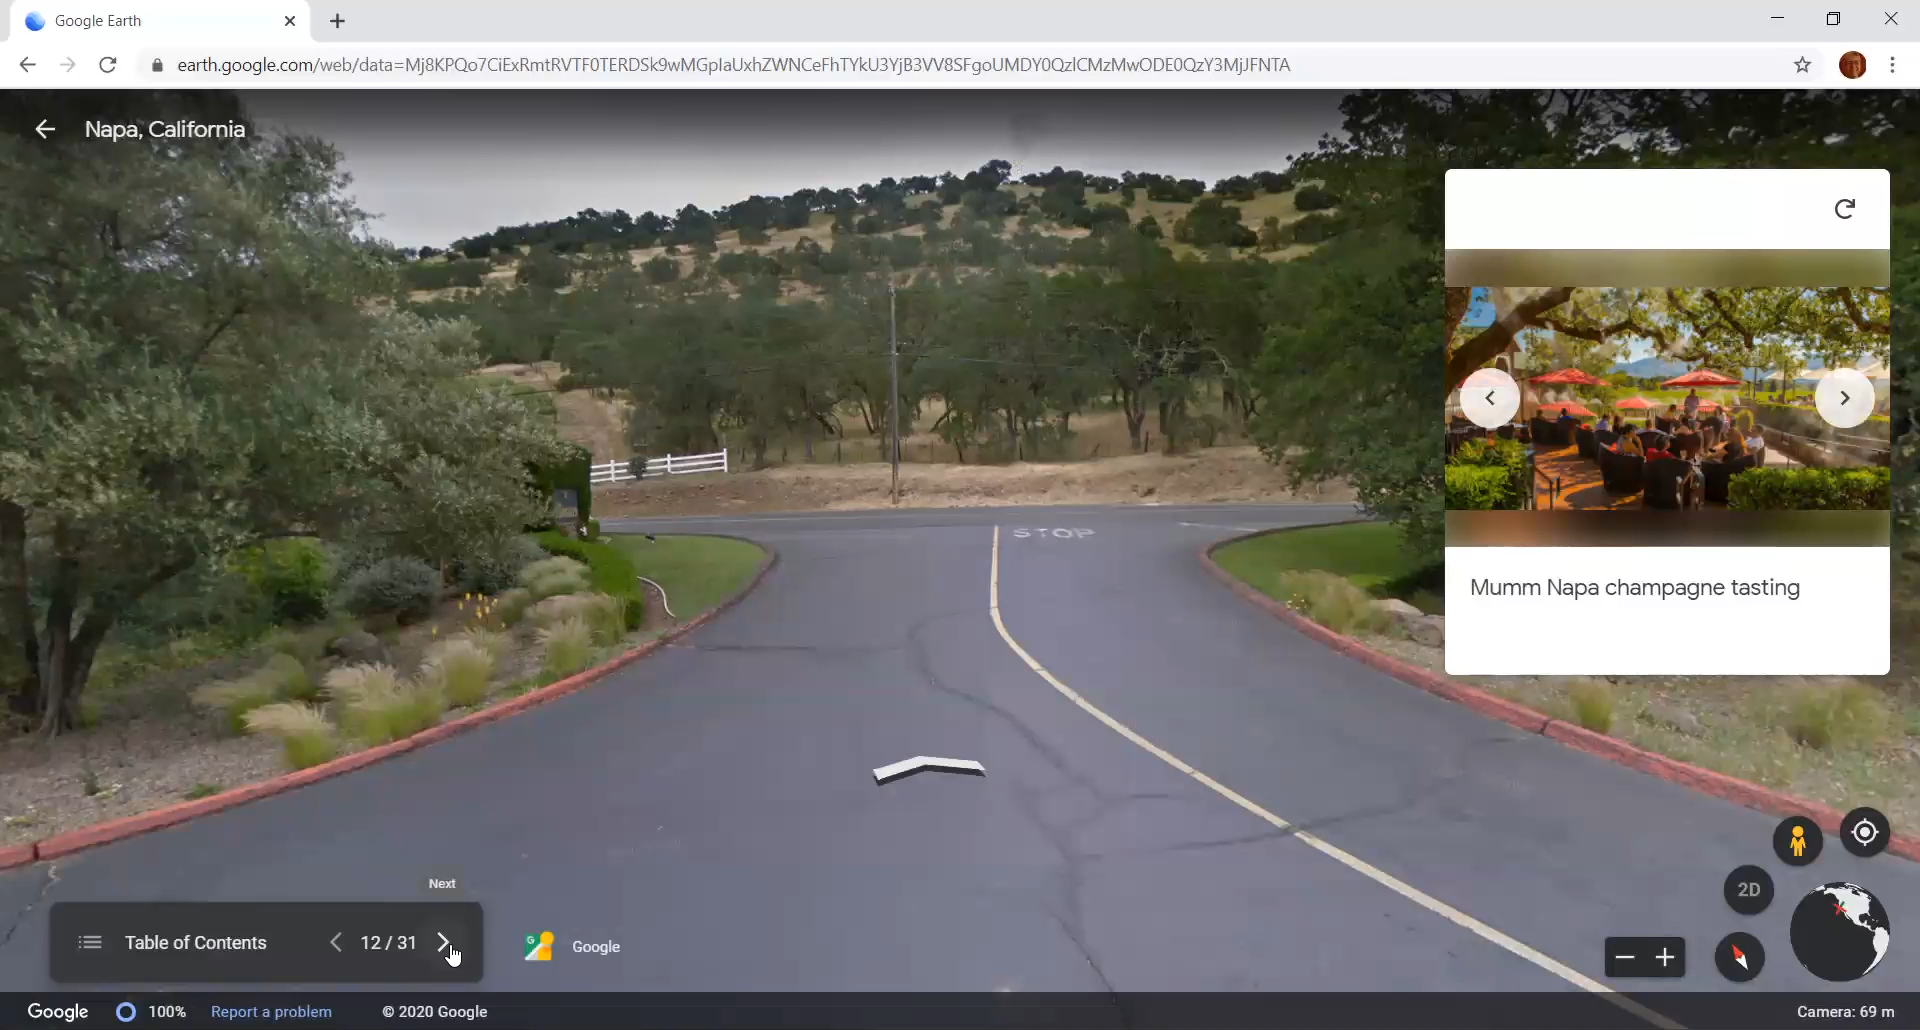 Google Earth
earth.google.com/web/data=Mj8KPQo7CiExRmtRVTF0TERDSk9wMGplaUxhZWNCeFhTYkU3YjB3VV8SFgoUMDY0QzlCMzMwODE0QzY3MjJFNTA
Napa, California
STOP
Mumm Napa champagne tasting
Next
Table of Contents
12 / 31
Google
2D
Google
100%
Report a problem
© 2020 Google
Camera: 69 m